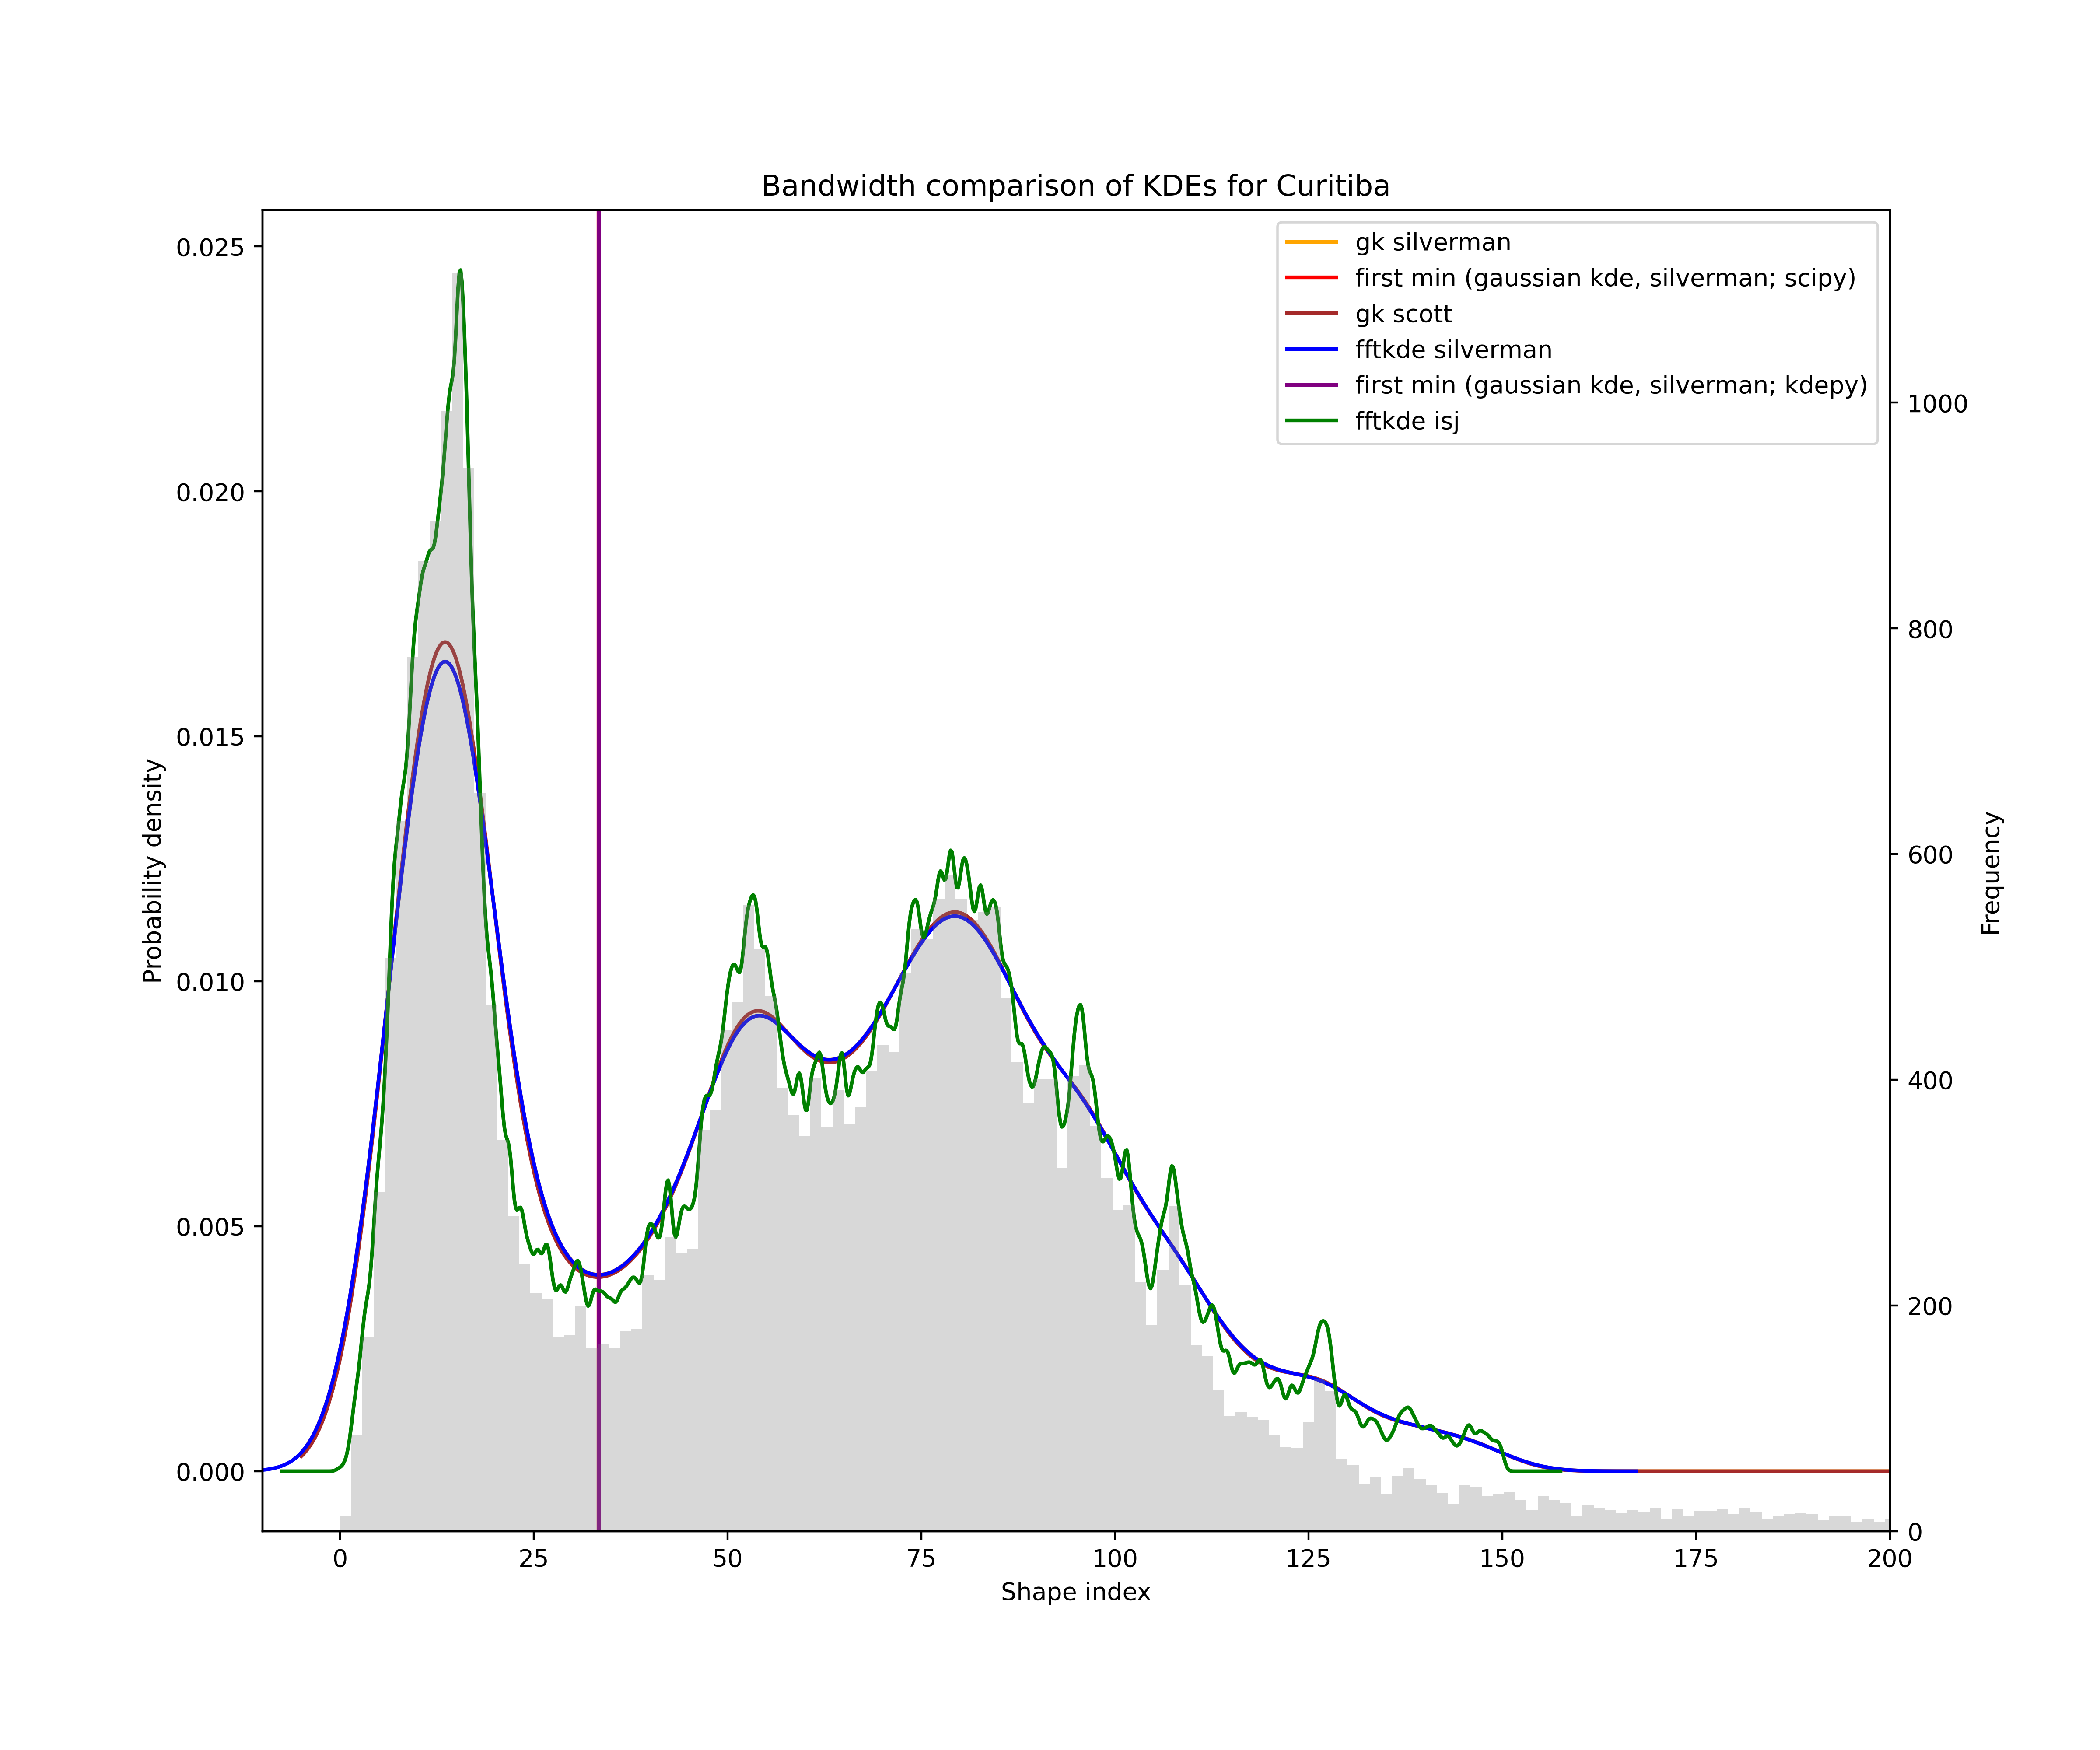 Bandwidth comparison of KDEs for Curitiba
gk silverman
first min (gaussian kde, silverman; scipy)
gk scott
fftkde silverman
first min (gaussian kde, silverman; kdepy)
fftkde isj
Probability density
0.025
0.020
0.015
0.010
0.005
0.000
1000
800
600
400
200
0
Frequency
0 25 50 75 100 125 150 175 200
Shape index